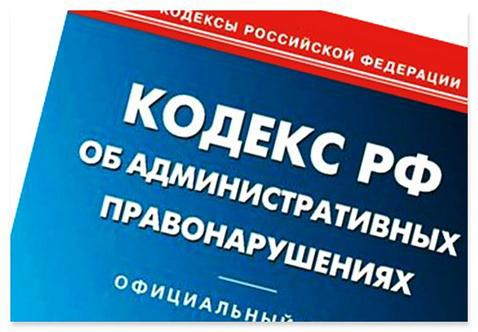 КОДЕКСЫ РОССИЙСКОЙ ФЕДЕРАЦИИ
КОДЕКС РФ
ОБ АДМИНИСТРАТИВНЫХ
ПРАВОНАРУШЕНИЯХ
ОФИЦИАЛЬНЫЙ